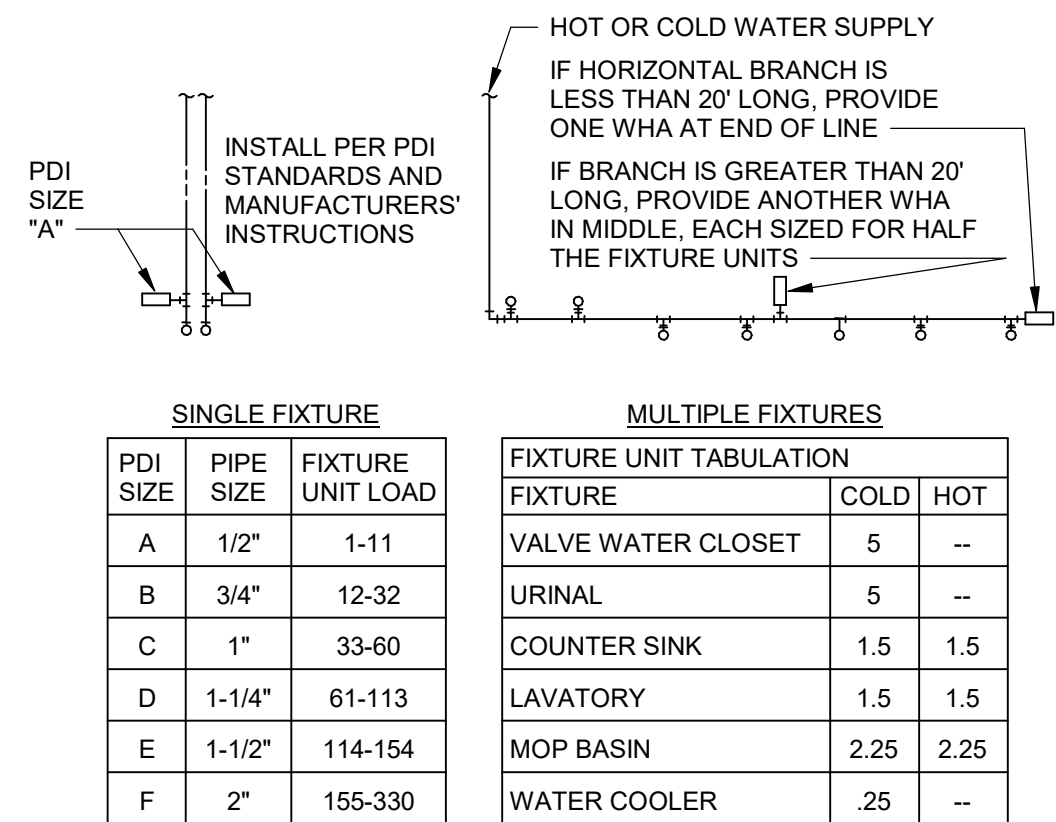 HOT OR COLD WATER SUPPLY
IF HORIZONTAL BRANCH IS
LESS THAN 20' LONG, PROVIDE
ONE WHA AT END OF LINE
IF BRANCH IS GREATER THAN 20'
LONG, PROVIDE ANOTHER WHA
IN MIDDLE, EACH SIZED FOR HALF
THE FIXTURE UNITS
PDI
SIZE
"A"
INSTALL PER PDI
STANDARDS AND
MANUFACTURERS'
INSTRUCTIONS
SINGLE FIXTURE
PDI SIZE PIPE SIZE FIXTURE UNIT LOAD
A 1/2" 1-11
B 3/4" 12-32
C 1" 33-60
D 1-1/4" 61-113
E 1-1/2" 114-154
F 2" 155-330
MULTIPLE FIXTURES
FIXTURE UNIT TABULATION
FIXTURE COLD HOT
VALVE WATER CLOSET 5 --
URINAL 5 --
COUNTER SINK 1.5 1.5
LAVATORY 1.5 1.5
MOP BASIN 2.25 2.25
WATER COOLER .25 --